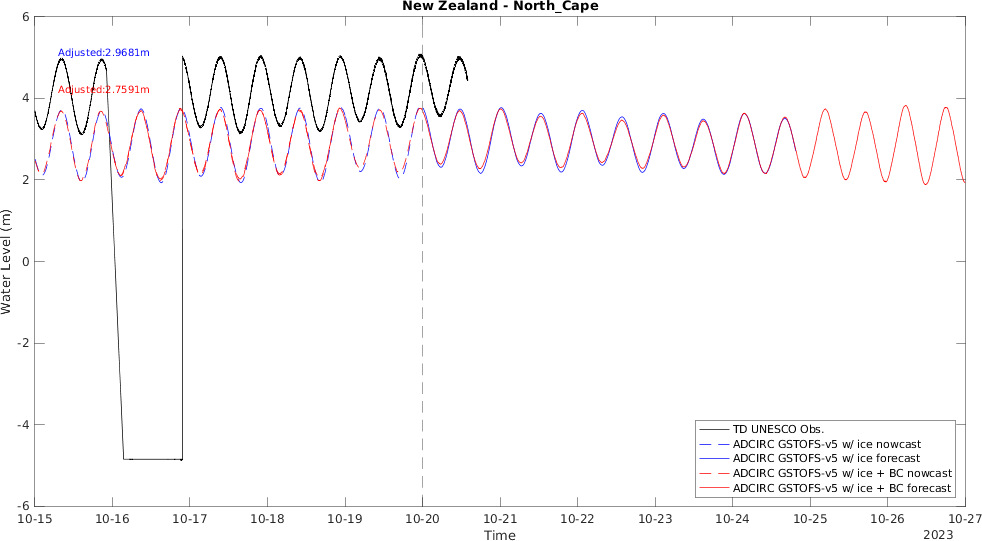 New Zealand - North_Cape
6
4
2
0
-2
-4
-6
Water Level (m)
Adjusted:2.9681m
Adjusted:2.7591m
TD UNESCO Obs.
ADCIRC GSTOFS-v5 w/ ice nowcast
ADCIRC GSTOFS-v5 w/ ice forecast
ADCIRC GSTOFS-v5 w/ ice + BC nowcast
ADCIRC GSTOFS-v5 w/ ice + BC forecast
10-15 10-16 10-17 10-18 10-19 10-20 10-21 10-22 10-23 10-24 10-25 10-26 10-27
Time
2023